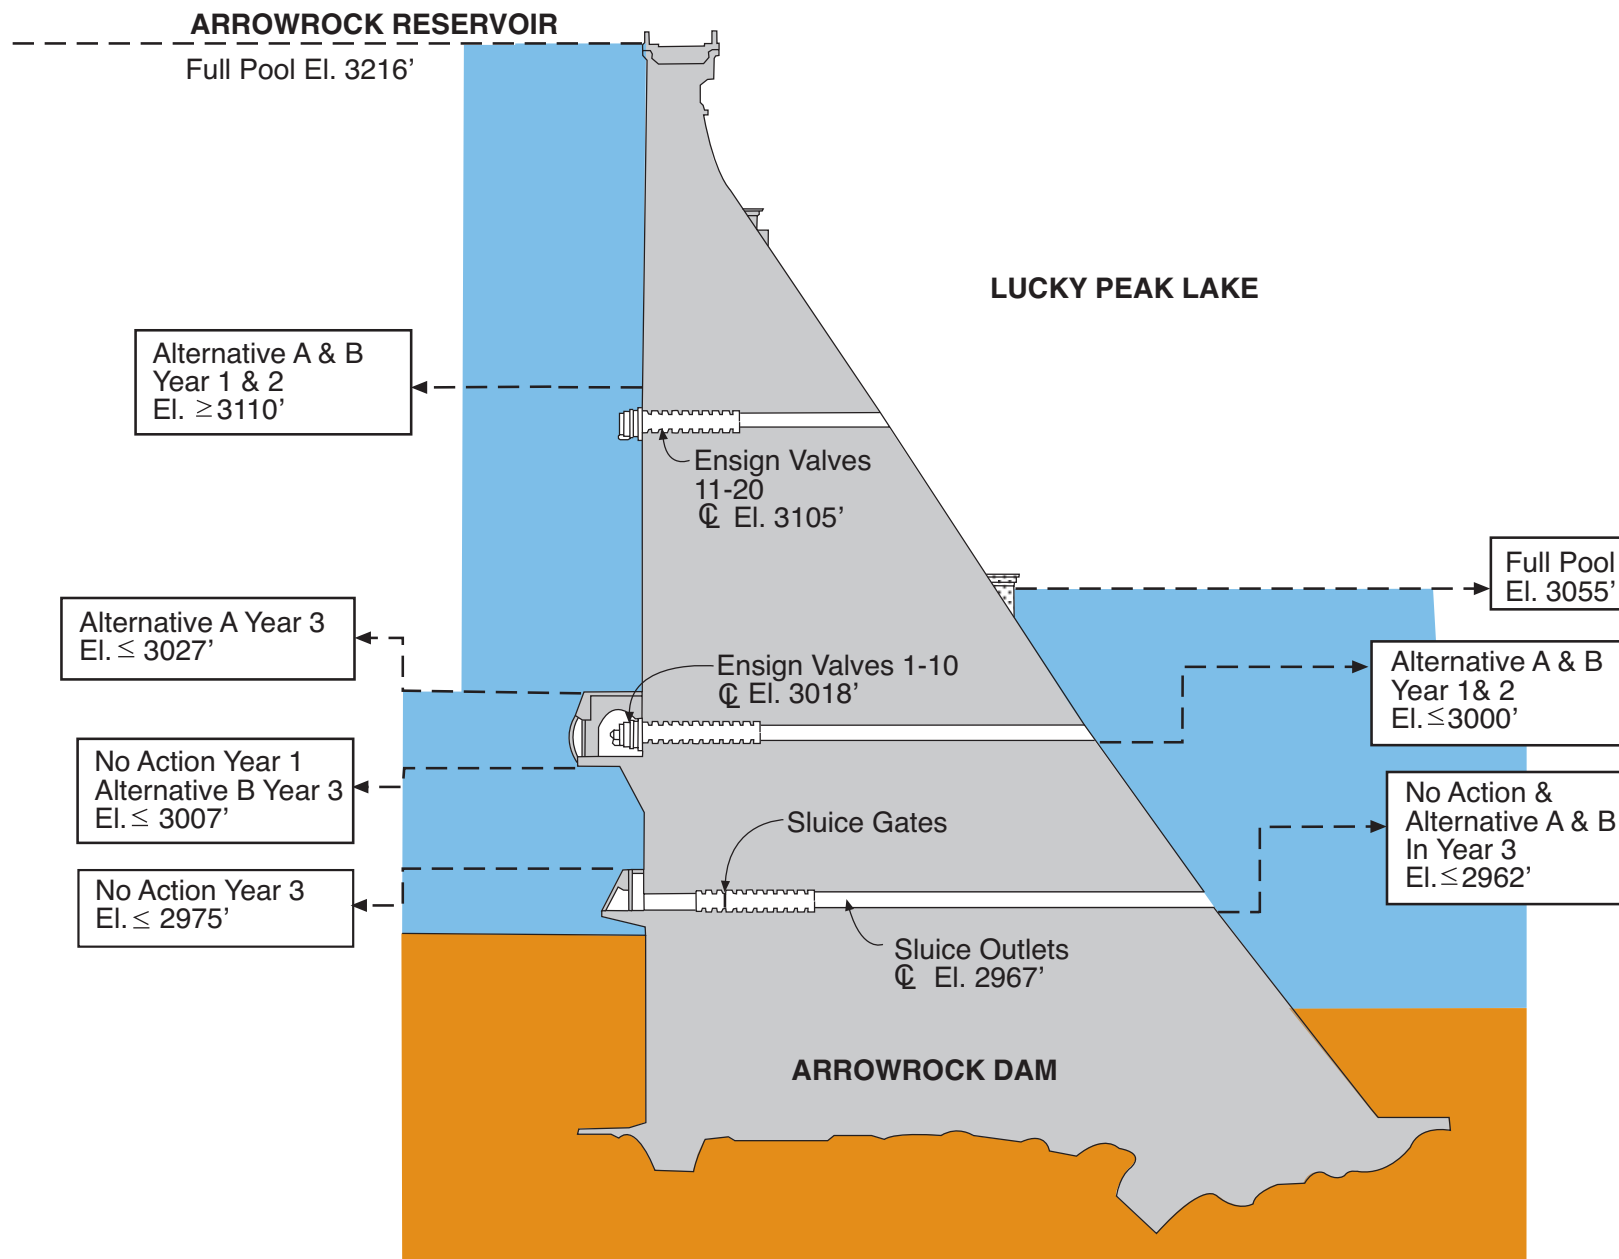 ARROWROCK RESERVOIR
Full Pool El. 3216’
LUCKY PEAK LAKE
Alternative A & B
Year 1 & 2
El. ≥3110’
Ensign Valves
11-20
℄ El. 3105’
Full Pool
El. 3055’
Alternative A Year 3
El. ≤ 3027’
Ensign Valves 1-10
℄ El. 3018’
Alternative A & B
Year 1& 2
El. ≤3000’
No Action Year 1
Alternative B Year 3
El. ≤ 3007’
Sluice Gates
No Action &
Alternative A & B
In Year 3
El. ≤2962’
No Action Year 3
El. ≤ 2975’
Sluice Outlets
℄ El. 2967’
ARROWROCK DAM